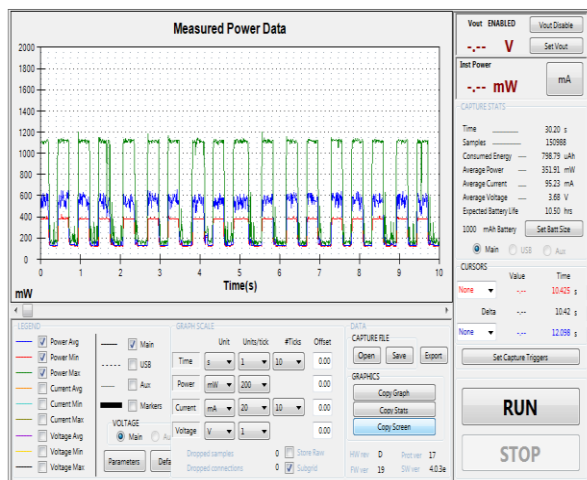 Measured Power Data
2000
1800
1600
1400
1200
1000
800
600
400
200
0
0 1 2 3 4 5 6 7 8 9 10
mW
Time(s)
Vout ENABLED
Vout Disable
-.-- V
Set Vout
Inst Power
-.-- mW
mA
CAPTURE STATS
Time 30.20 s
Samples 150988
Consumed Energy 798.79 uAh
Average Power 351.91 mW
Average Current 95.23 mA
Average Voltage 3.68 V
Expected Battery Life 10.50 hrs
1000 mAh Battery Set Batt Size
Main USB Aux
CURSORS
Value Time
None -.-- 10.425 s
Delta -.-- 10.42 s
None -.-- 12.098 s
Set Capture Triggers
RUN
STOP
LEGEND
Power Avg
Power Min
Power Max
Current Avg
Current Min
Current Max
Voltage Avg
Voltage Min
Voltage Max
Main
USB
Aux
Markers
VOLTAGE
Main Au
Parameters Defa
GRAPH SCALE
Unit Units/tick #Ticks Offset
Time s 1 10 0.00
Power mW 200 0.00
Current mA 20 10 0.00
Voltage V 1 0.00
Dropped samples 0 Store Raw
Dropped connections 0 Subgrid
DATA
CAPTURE FILE
Open Save Export
GRAPHICS
Copy Graph
Copy Stats
Copy Screen
HW rev D Prot ver 17
FW ver 19 SW ver 4.0.3e